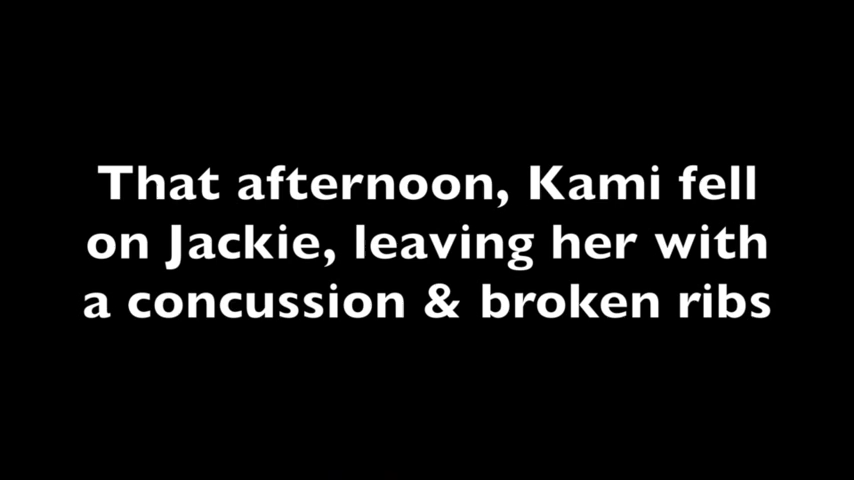 That afternoon, Kami fell
on Jackie, leaving her with
a concussion & broken ribs